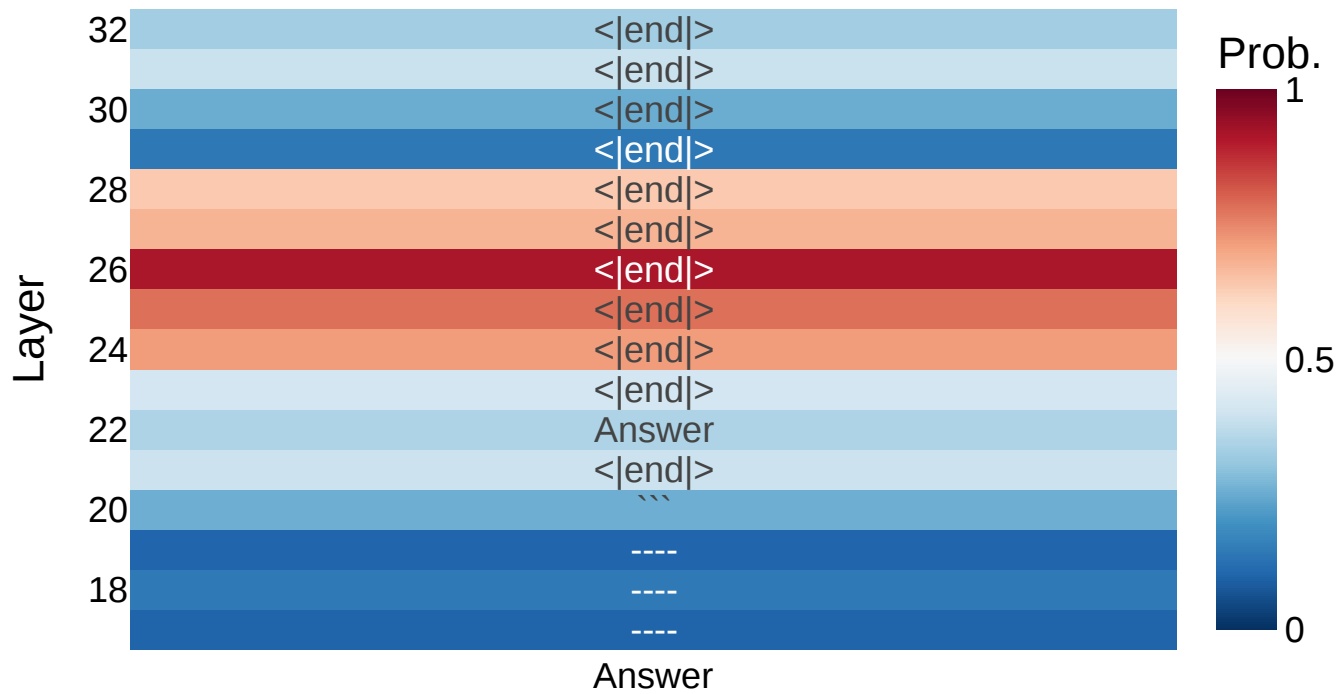 32 <|end|>
<|end|>
30 <|end|>
<|end|>
28 <|end|>
<|end|>
26 <|end|>
<|end|>
24 <|end|>
<|end|>
22 Answer
<|end|>
20 ```
----
18 ----
----
Answer
Layer
Prob.
1
0.5
0